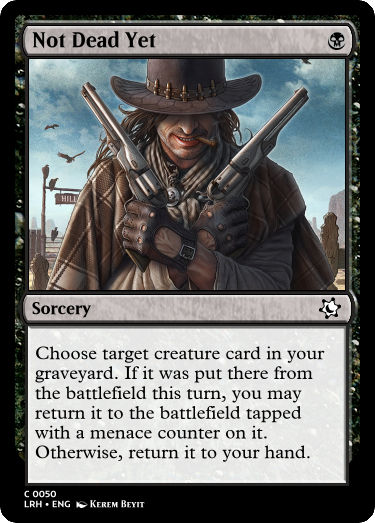 Not Dead Yet
HILL
Sorcery
Choose target creature card in your
graveyard. If it was put there from
the battlefield this turn, you may
return it to the battlefield tapped
with a menace counter on it.
Otherwise, return it to your hand.
C 0050
LRH • ENG Kerem Beyit